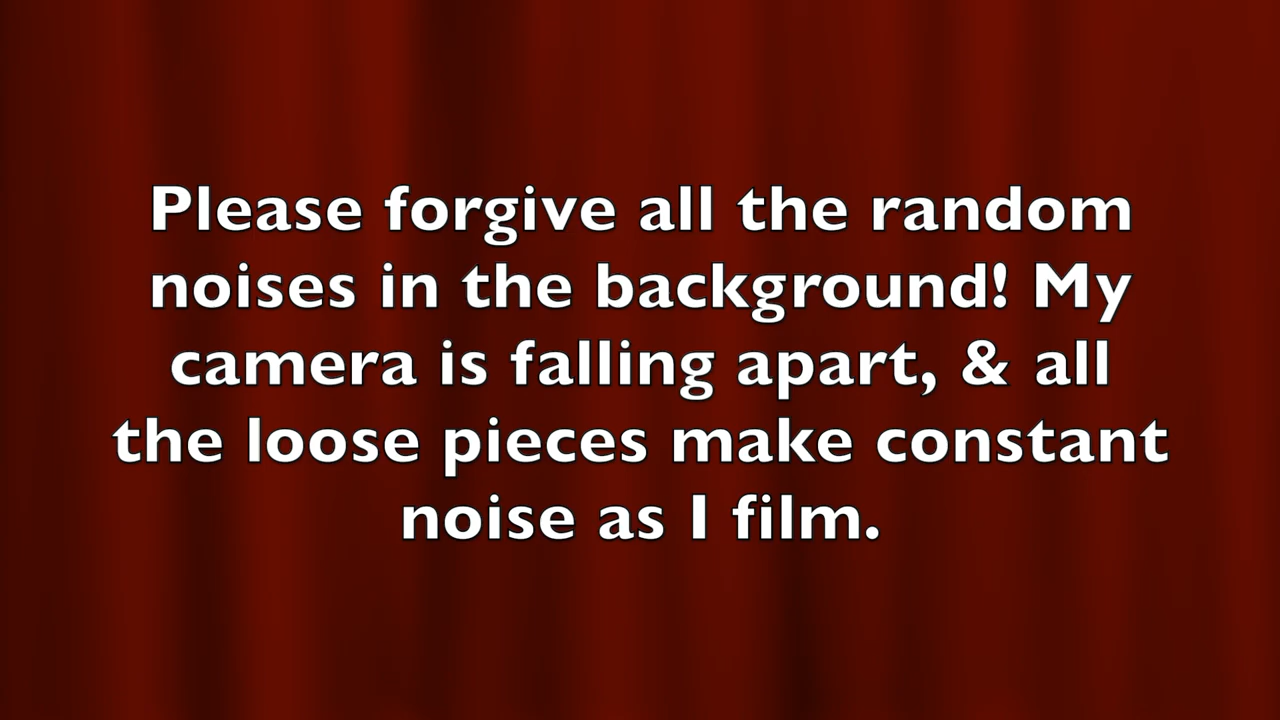 Please forgive all the random
noises in the background! My
camera is falling apart, & all
the loose pieces make constant
noise as I film.